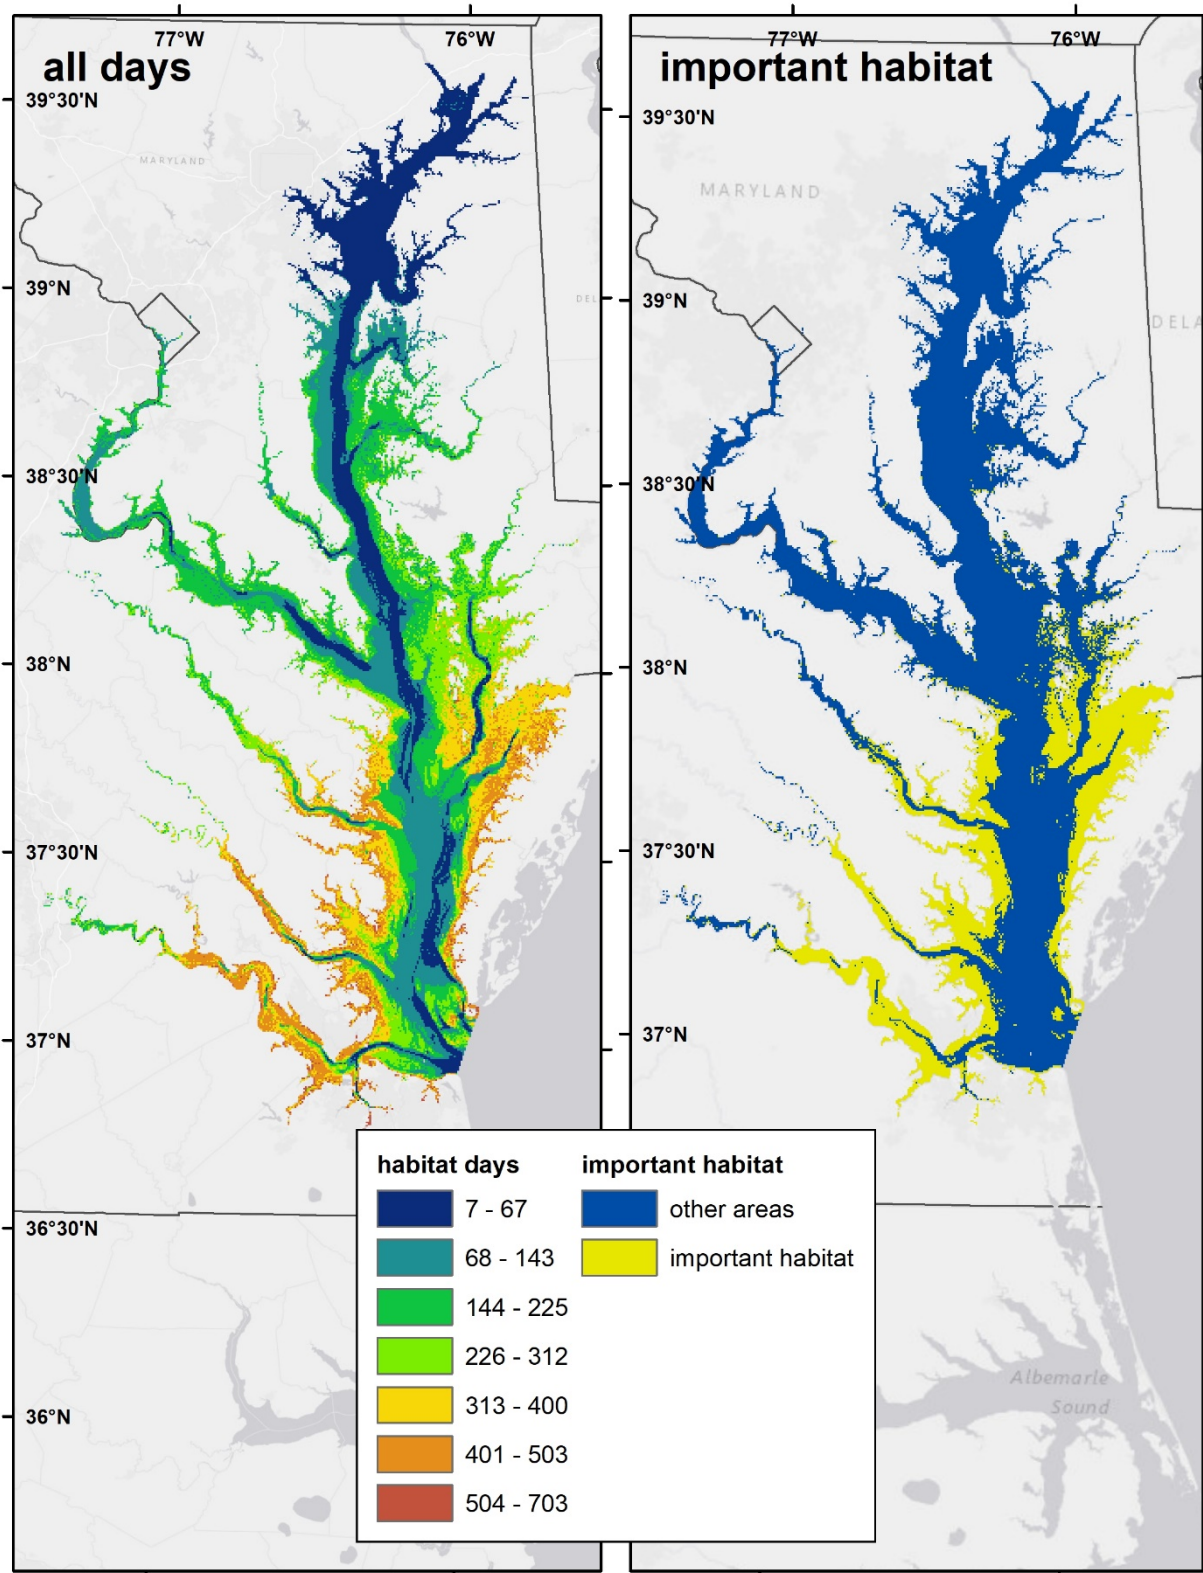 77°W
76°W
77°W
76°W
all days
important habitat
39°30'N
39°30'N
MARYLAND
MARYLAND
39°N
39°N
DEL
DELA
38°30'N
38°30'N
38°N
38°N
37°30'N
37°30'N
37°N
37°N
habitat days
important habitat
7 - 67
other areas
68 - 143
important habitat
144 - 225
226 - 312
313 - 400
401 - 503
504 - 703
36°30'N
36°N
Albemarle
Sound